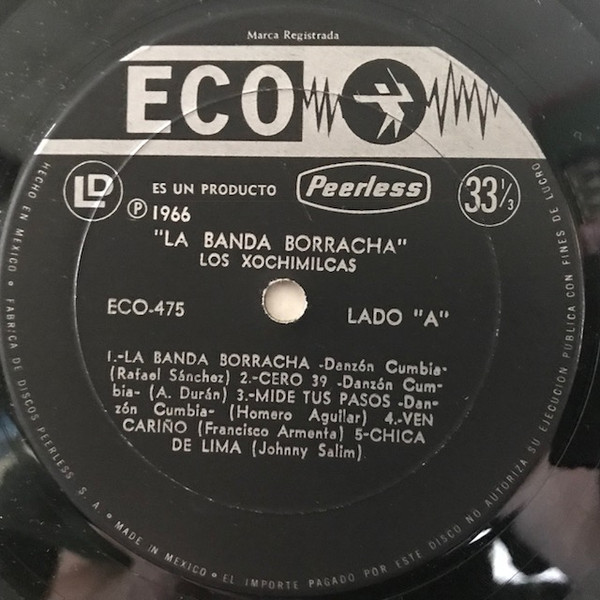 Marca Registrada
ECO
LD
ES UN PRODUCTO
Peerless
33 1/3
Ⓟ 1966
"LA BANDA BORRACHA"
LOS XOCHIMILCAS
ECO-475
LADO "A"
1.-LA BANDA BORRACHA -Danzón Cumbia-
(Rafael Sánchez) 2.-CERO 39 -Danzón Cum-
bia- (A. Durán) 3.-MIDE TUS PASOS -Dan-
zón Cumbia- (Homero Aguilar) 4.-VEN
CARIÑO (Francisco Armenta) 5-CHICA
DE LIMA (Johnny Salim)
HECHO EN MEXICO • FABRICA DE DISCOS PEERLESS S. A. • MADE IN MEXICO • EL IMPORTE PAGADO POR ESTE DISCO NO AUTORIZA SU EJECUCION PUBLICA CON FINES DE LUCRO